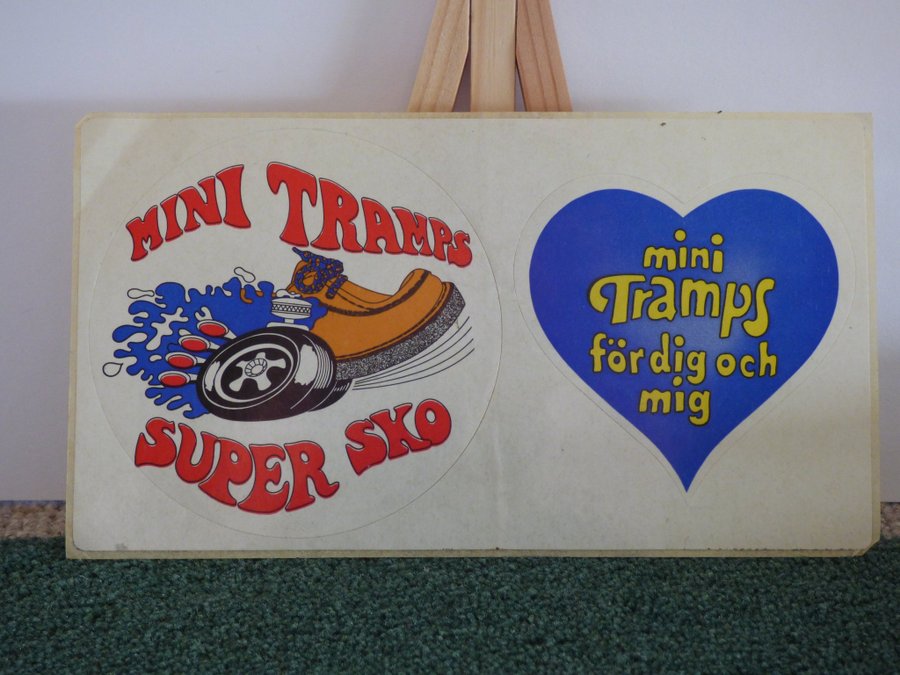 MINI TRAMPS
SUPER SKO
mini
Tramps
för dig och
mig